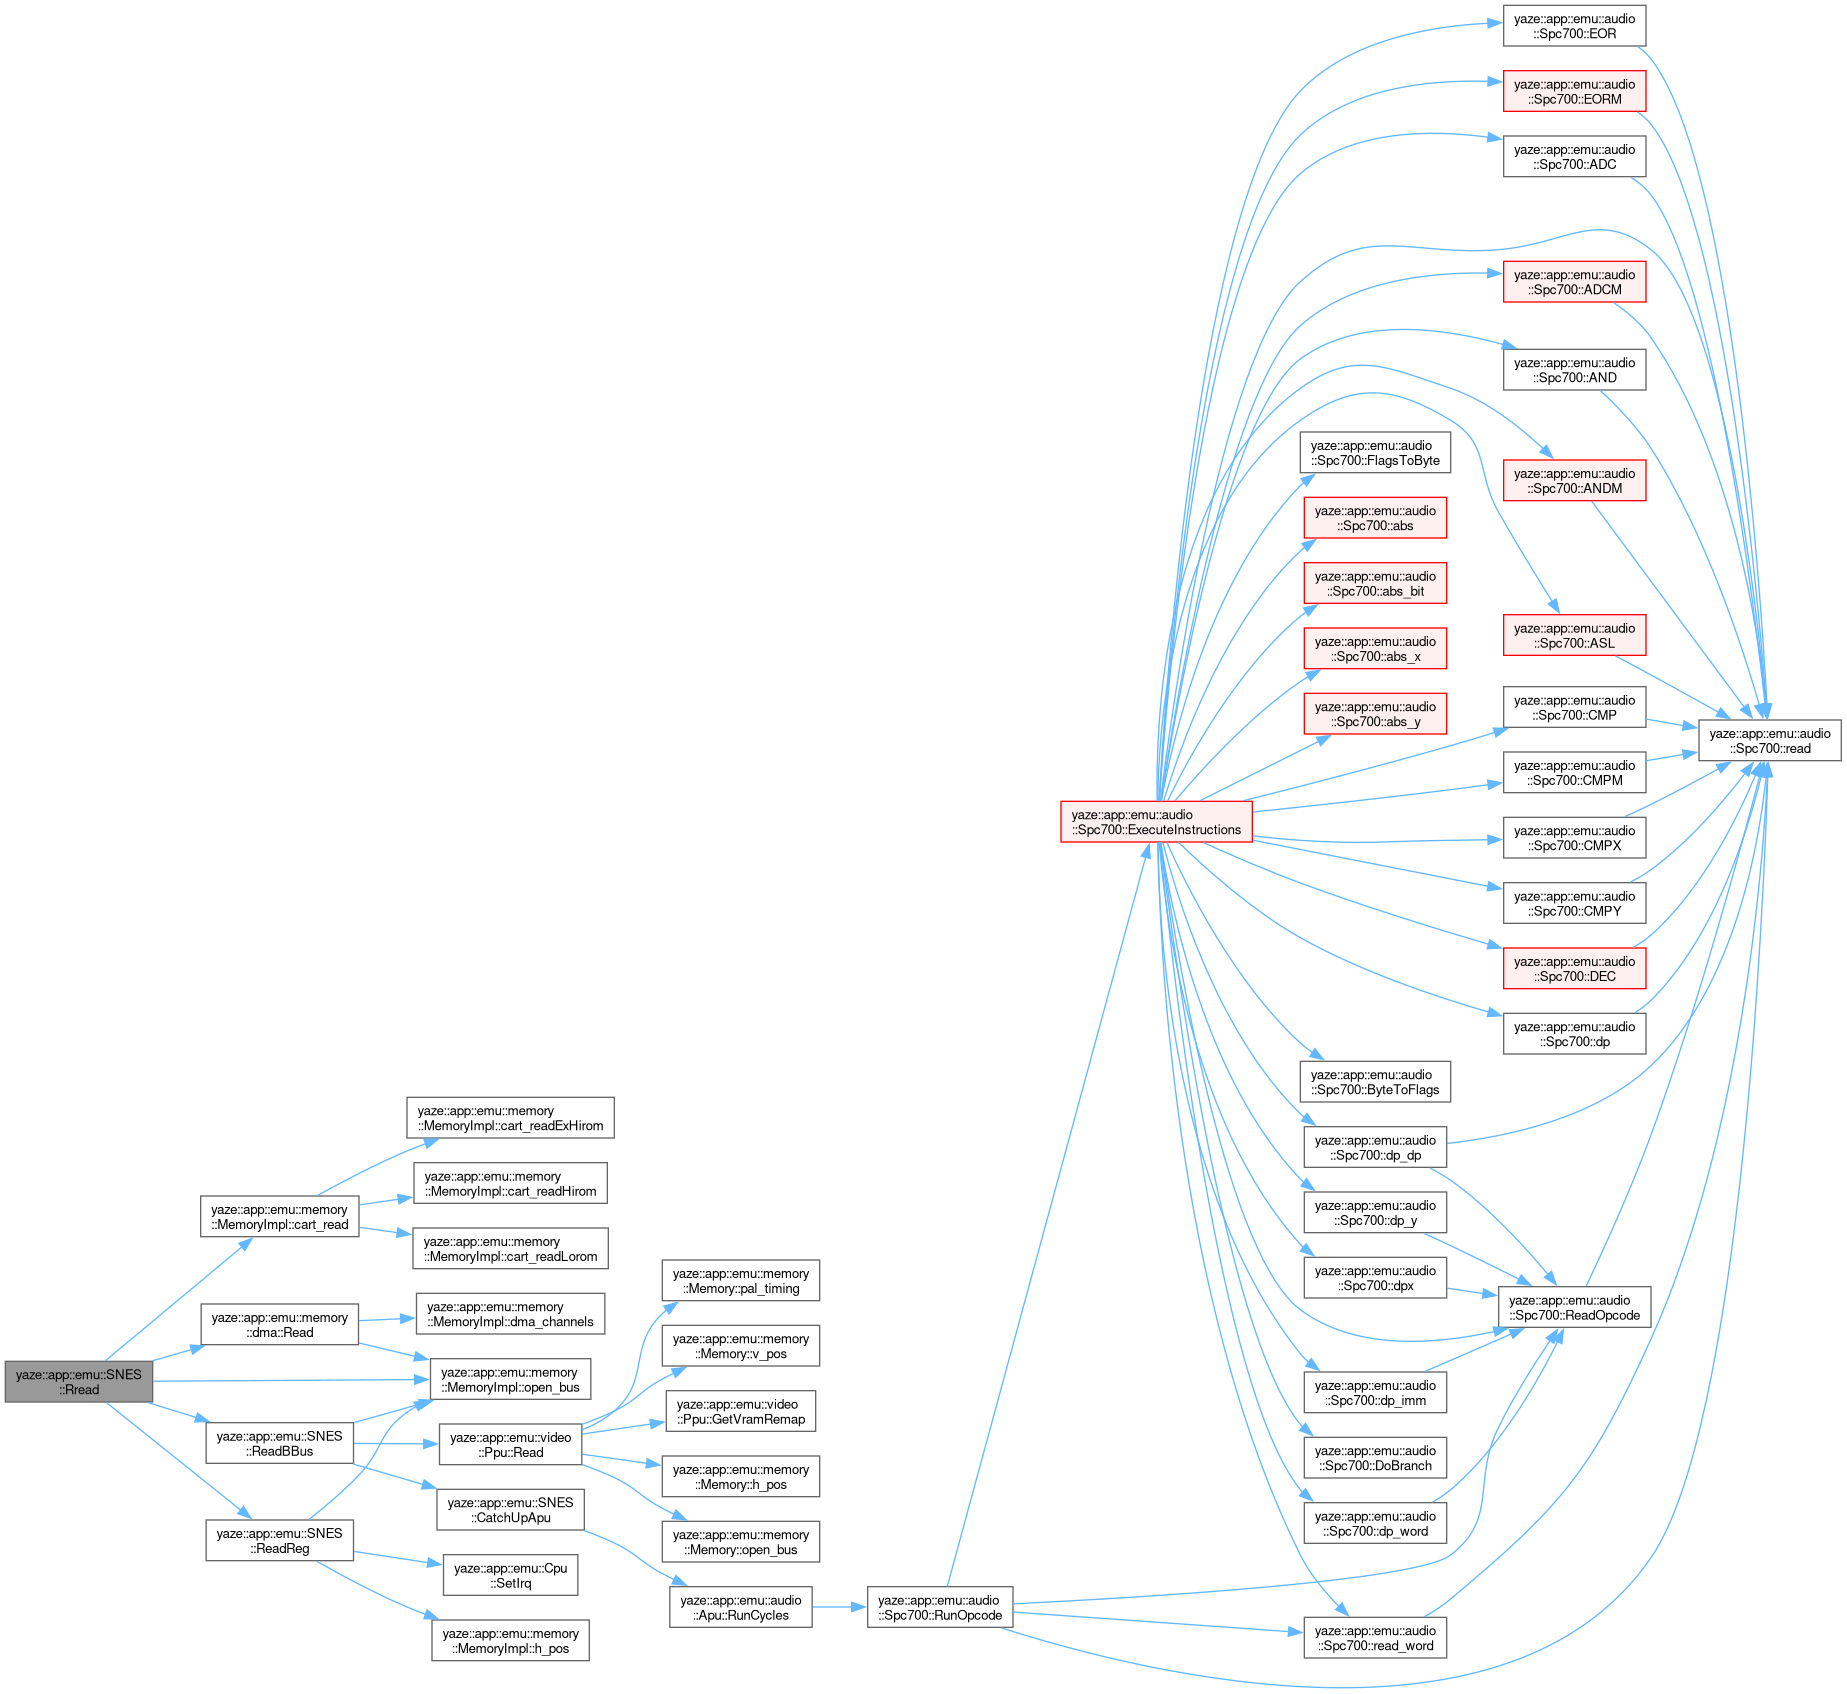 yaze::app::emu::SNES
::Rread
yaze::app::emu::memory
::MemoryImpl::cart_read
yaze::app::emu::memory
::MemoryImpl::cart_readExHirom
yaze::app::emu::memory
::MemoryImpl::cart_readHirom
yaze::app::emu::memory
::MemoryImpl::cart_readLorom
yaze::app::emu::memory
::dma::Read
yaze::app::emu::memory
::MemoryImpl::dma_channels
yaze::app::emu::memory
::MemoryImpl::open_bus
yaze::app::emu::SNES
::ReadBBus
yaze::app::emu::video
::Ppu::Read
yaze::app::emu::SNES
::CatchUpApu
yaze::app::emu::SNES
::ReadReg
yaze::app::emu::Cpu
::SetIrq
yaze::app::emu::memory
::MemoryImpl::h_pos
yaze::app::emu::memory
::Memory::pal_timing
yaze::app::emu::memory
::Memory::v_pos
yaze::app::emu::video
::Ppu::GetVramRemap
yaze::app::emu::memory
::Memory::h_pos
yaze::app::emu::memory
::Memory::open_bus
yaze::app::emu::audio
::Apu::RunCycles
yaze::app::emu::audio
::Spc700::RunOpcode
yaze::app::emu::audio
::Spc700::ExecuteInstructions
yaze::app::emu::audio
::Spc700::FlagsToByte
yaze::app::emu::audio
::Spc700::abs
yaze::app::emu::audio
::Spc700::abs_bit
yaze::app::emu::audio
::Spc700::abs_x
yaze::app::emu::audio
::Spc700::abs_y
yaze::app::emu::audio
::Spc700::ByteToFlags
yaze::app::emu::audio
::Spc700::dp_dp
yaze::app::emu::audio
::Spc700::dp_y
yaze::app::emu::audio
::Spc700::dpx
yaze::app::emu::audio
::Spc700::dp_imm
yaze::app::emu::audio
::Spc700::DoBranch
yaze::app::emu::audio
::Spc700::dp_word
yaze::app::emu::audio
::Spc700::read_word
yaze::app::emu::audio
::Spc700::EOR
yaze::app::emu::audio
::Spc700::EORM
yaze::app::emu::audio
::Spc700::ADC
yaze::app::emu::audio
::Spc700::ADCM
yaze::app::emu::audio
::Spc700::AND
yaze::app::emu::audio
::Spc700::ANDM
yaze::app::emu::audio
::Spc700::ASL
yaze::app::emu::audio
::Spc700::CMP
yaze::app::emu::audio
::Spc700::CMPM
yaze::app::emu::audio
::Spc700::CMPX
yaze::app::emu::audio
::Spc700::CMPY
yaze::app::emu::audio
::Spc700::DEC
yaze::app::emu::audio
::Spc700::dp
yaze::app::emu::audio
::Spc700::ReadOpcode
yaze::app::emu::audio
::Spc700::read